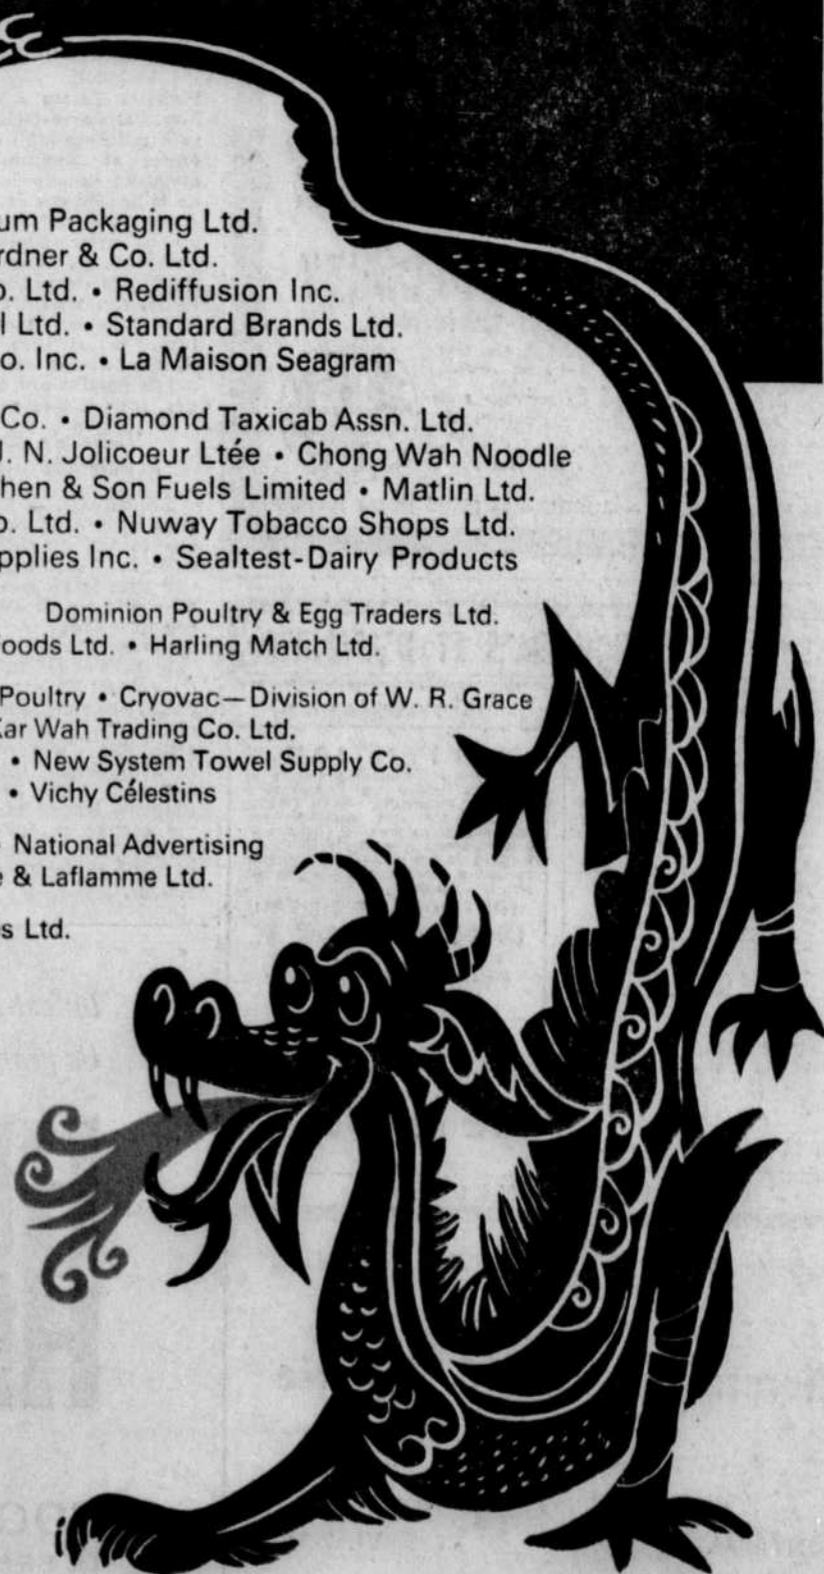 um Packaging Ltd.
rdner & Co. Ltd.
o. Ltd. • Rediffusion Inc.
l Ltd. • Standard Brands Ltd.
o. Inc. • La Maison Seagram
Co. • Diamond Taxicab Assn. Ltd.
J. N. Jolicoeur Ltée • Chong Wah Noodle
hen & Son Fuels Limited • Matlin Ltd.
o. Ltd. • Nuway Tobacco Shops Ltd.
pplies Inc. • Sealtest-Dairy Products
Dominion Poultry & Egg Traders Ltd.
oods Ltd. • Harling Match Ltd.
Poultry • Cryovac—Division of W. R. Grace
Kar Wah Trading Co. Ltd.
• New System Towel Supply Co.
• Vichy Célestins
National Advertising
e & Laflamme Ltd.
s Ltd.